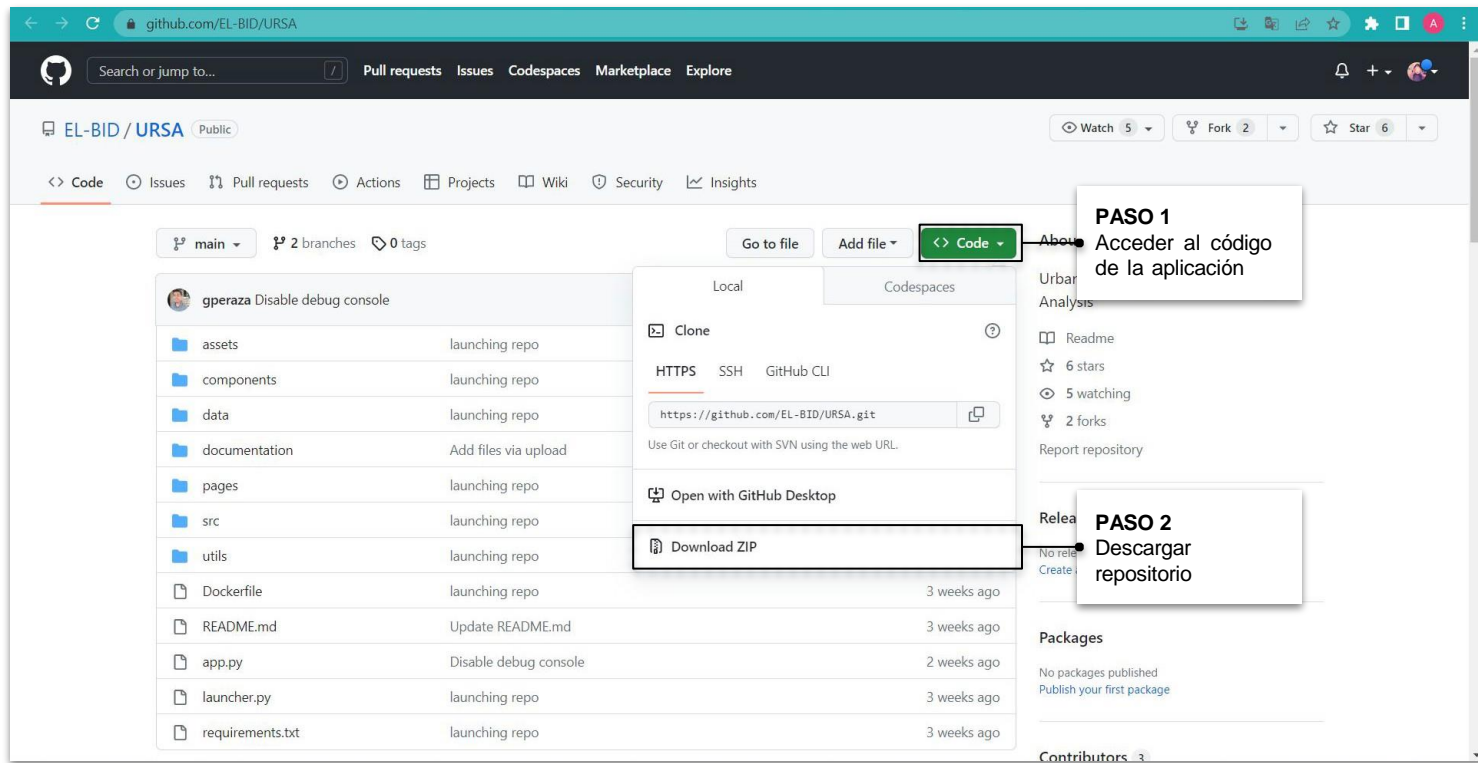 github.com/EL-BID/URSA
A
Search or jump to... /
Pull requests Issues Codespaces Marketplace Explore
EL-BID / URSA Public
Watch 5 Fork 2 Star 6
Code Issues Pull requests Actions Projects Wiki Security Insights
main 2 branches 0 tags
Go to file Add file Code
PASO 1
Acceder al código
de la aplicación
Urban
Analysis
Readme
6 stars
5 watching
2 forks
Report repository
gperaza Disable debug console
assets launching repo
components launching repo
data launching repo
documentation Add files via upload
pages launching repo
src launching repo
utils launching repo
Dockerfile launching repo 3 weeks ago
README.md Update README.md 3 weeks ago
app.py Disable debug console 2 weeks ago
launcher.py launching repo 3 weeks ago
requirements.txt launching repo 3 weeks ago
Local Codespaces
Clone
HTTPS SSH GitHub CLI
https://github.com/EL-BID/URSA.git
Use Git or checkout with SVN using the web URL.
Open with GitHub Desktop
Download ZIP
PASO 2
Descargar
repositorio
Packages
No packages published
Publish your first package
Contributors 3